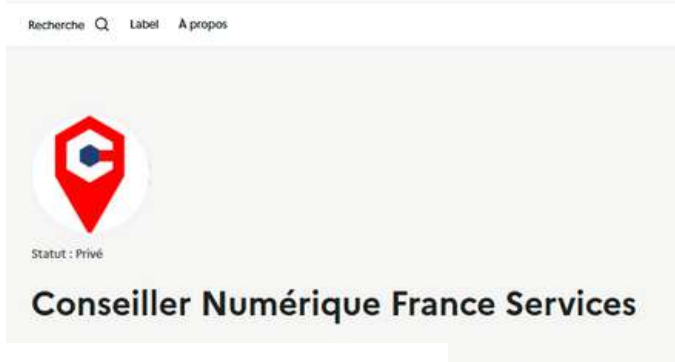 Recherche Label À propos
Statut : Privé
Conseiller Numérique France Services